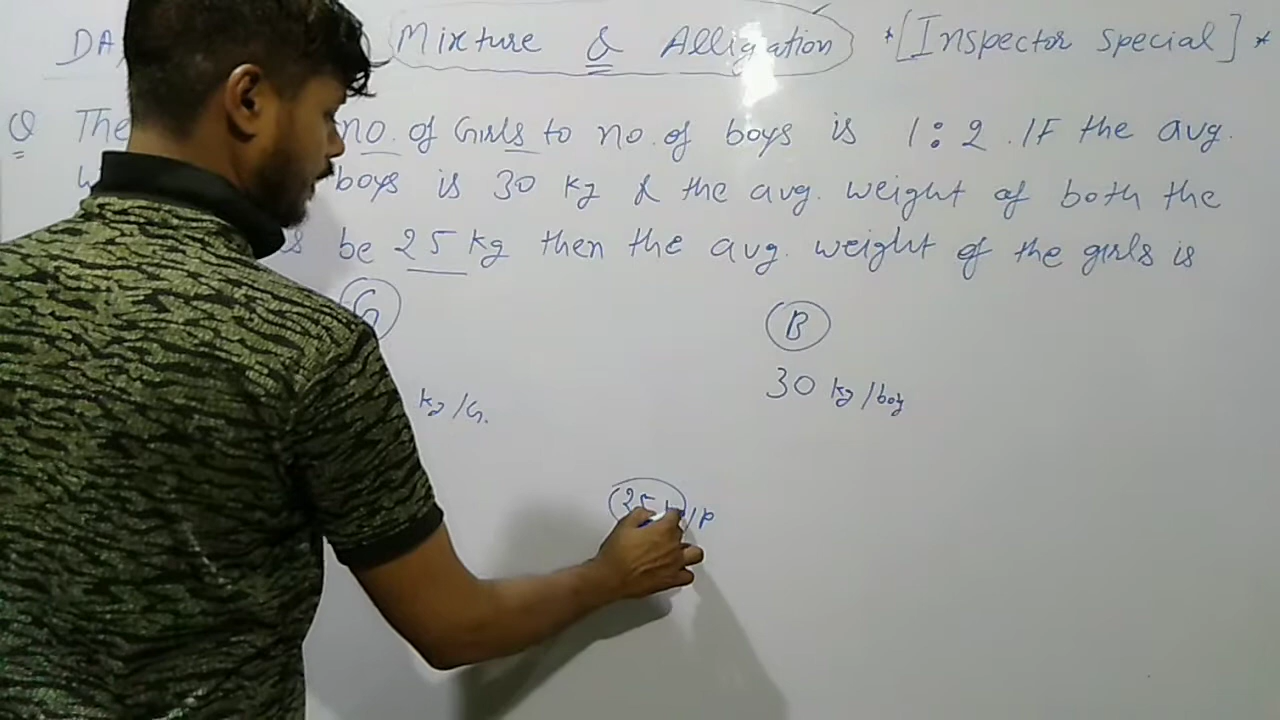 DA Mixture & Alligation *[Inspector special]*
Q The no. of Girls to no. of boys is 1:2. If the avg.
boys is 30 kg & the avg. weight of both the
be 25 kg then the avg. weight of the girls is
G B
kg/G. 30 kg/boy
25 /P